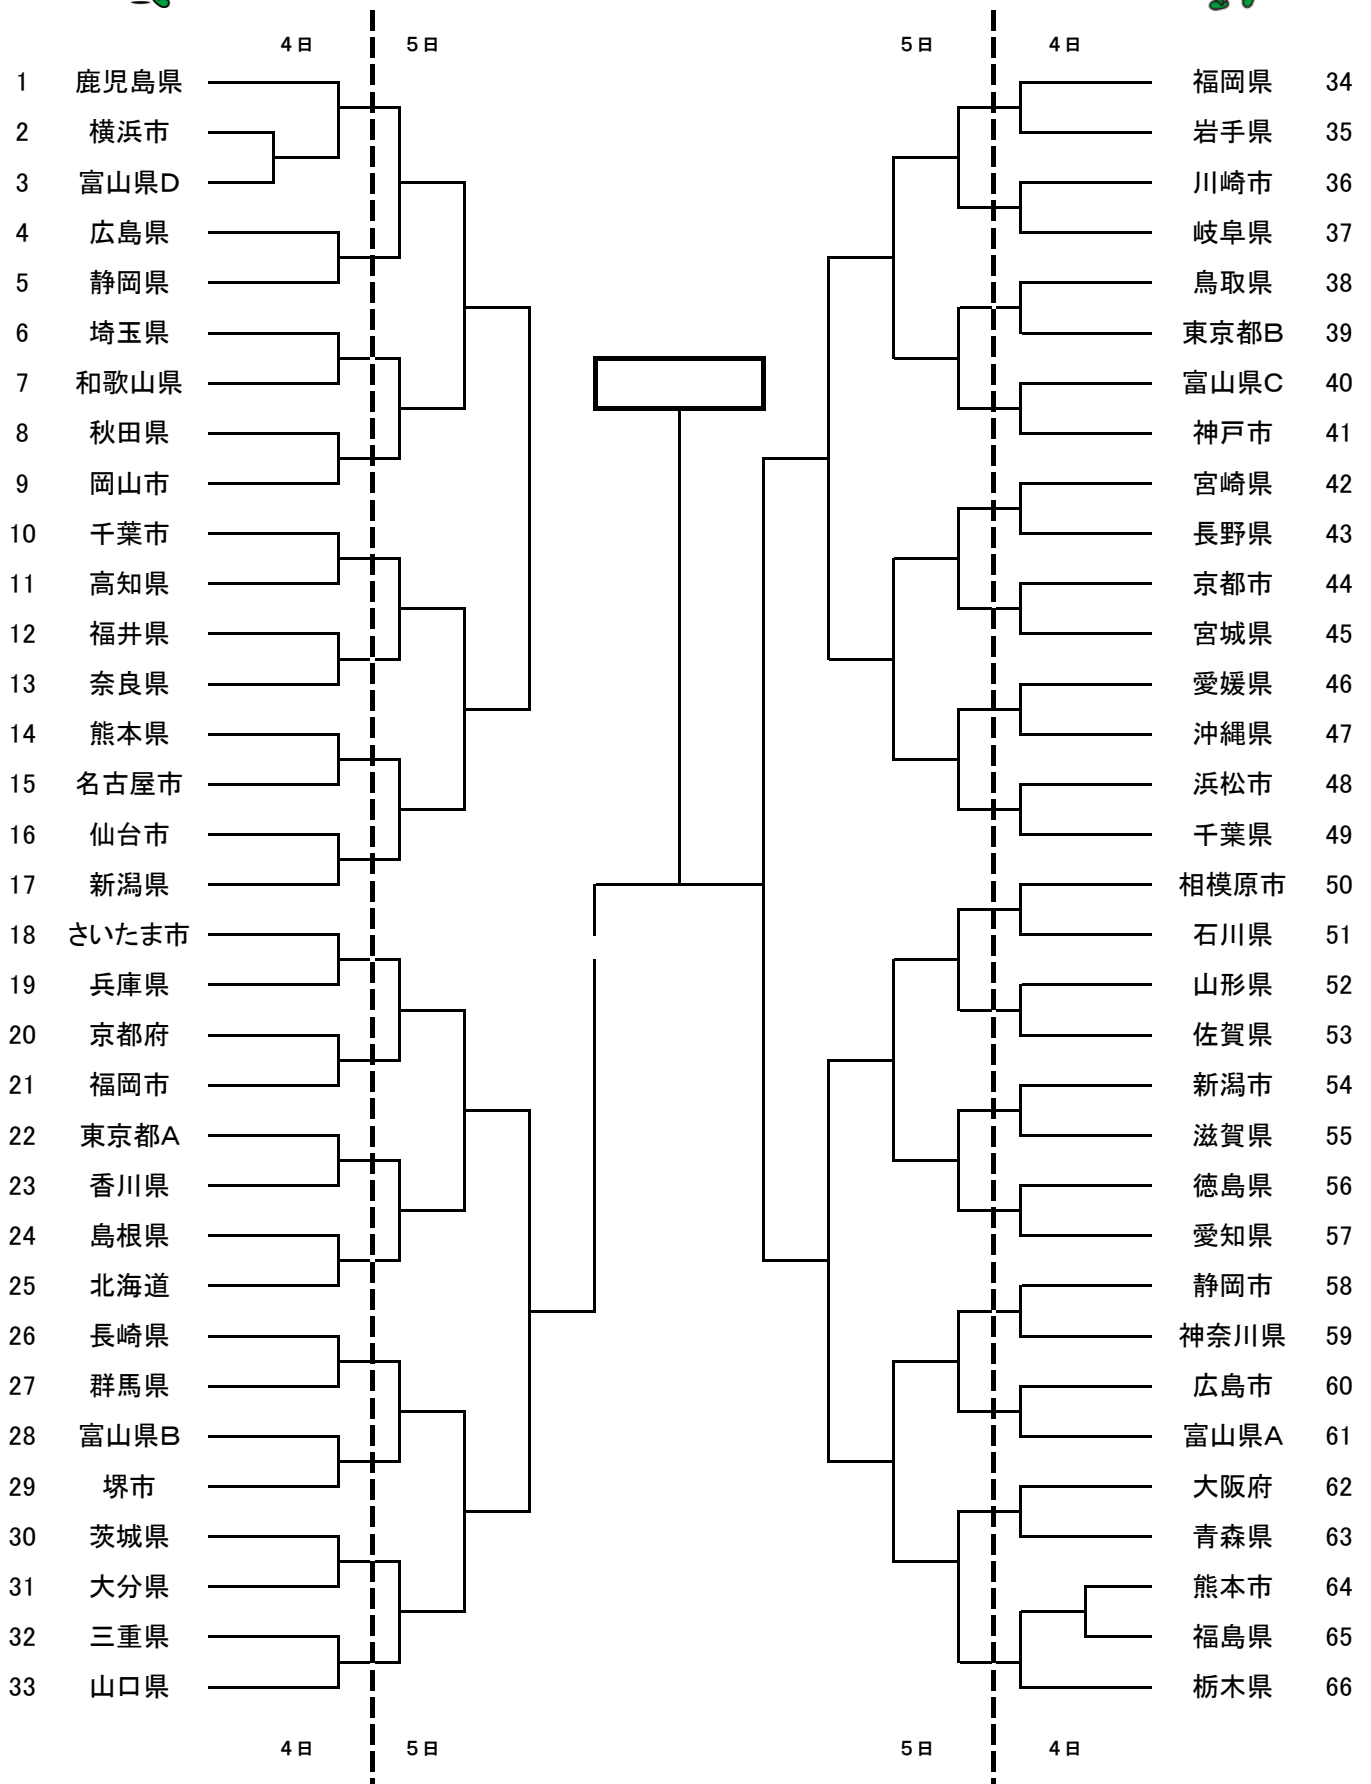 4日 5日 5日 4日
1 鹿児島県 福岡県 34
2 横浜市 岩手県 35
3 富山県D 川崎市 36
4 広島県 岐阜県 37
5 静岡県 鳥取県 38
6 埼玉県 東京都B 39
7 和歌山県 富山県C 40
8 秋田県 神戸市 41
9 岡山市 宮崎県 42
10 千葉市 長野県 43
11 高知県 京都市 44
12 福井県 宮城県 45
13 奈良県 愛媛県 46
14 熊本県 沖縄県 47
15 名古屋市 浜松市 48
16 仙台市 千葉県 49
17 新潟県 相模原市 50
18 さいたま市 石川県 51
19 兵庫県 山形県 52
20 京都府 佐賀県 53
21 福岡市 新潟市 54
22 東京都A 滋賀県 55
23 香川県 徳島県 56
24 島根県 愛知県 57
25 北海道 静岡市 58
26 長崎県 神奈川県 59
27 群馬県 広島市 60
28 富山県B 富山県A 61
29 堺市 大阪府 62
30 茨城県 青森県 63
31 大分県 熊本市 64
32 三重県 福島県 65
33 山口県 栃木県 66
4日 5日 5日 4日